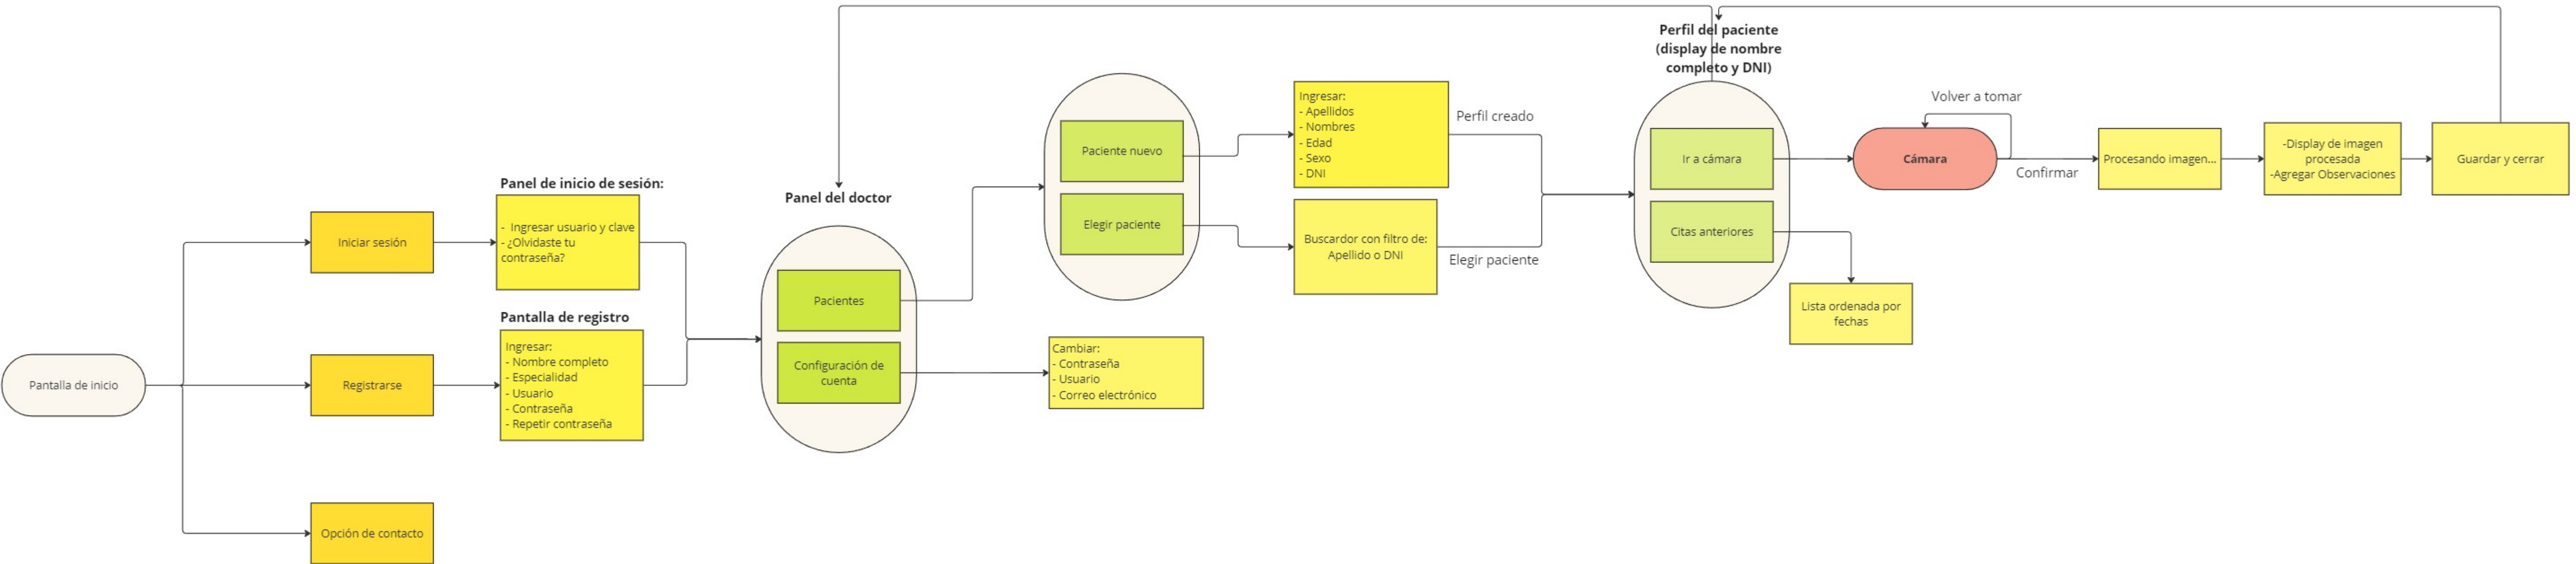 Pantalla de inicio
Iniciar sesión
Registrarse
Opción de contacto
Panel de inicio de sesión:
- Ingresar usuario y clave
- ¿Olvidaste tu
contraseña?
Pantalla de registro
Ingresar:
- Nombre completo
- Especialidad
- Usuario
- Contraseña
- Repetir contraseña
Panel del doctor
Pacientes
Configuración de
cuenta
Paciente nuevo
Elegir paciente
Cambiar:
- Contraseña
- Usuario
- Correo electrónico
Ingresar:
- Apellidos
- Nombres
- Edad
- Sexo
- DNI
Buscardor con filtro de:
Apellido o DNI
Perfil creado
Elegir paciente
Perfil del paciente
(display de nombre
completo y DNI)
Ir a cámara
Citas anteriores
Lista ordenada por
fechas
Volver a tomar
Cámara
Confirmar
Procesando imagen...
-Display de imagen
procesada
-Agregar Observaciones
Guardar y cerrar